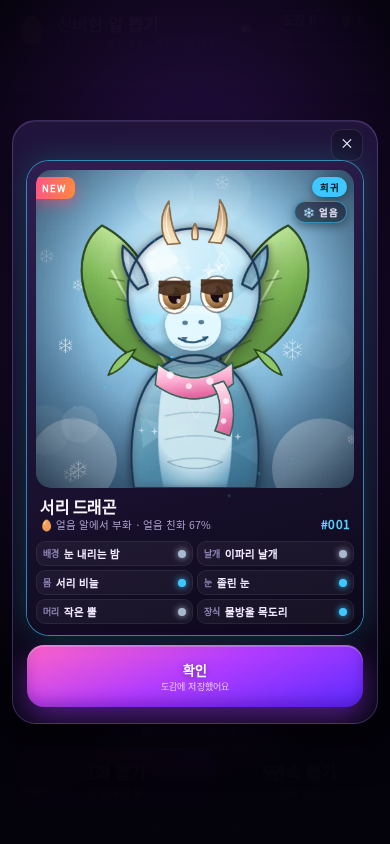 NEW
희귀
얼음
서리 드래곤
얼음 알에서 부화 · 얼음 친화 67%
#001
배경 눈 내리는 밤
날개 이파리 날개
몸 서리 비늘
눈 졸린 눈
머리 작은 뿔
장식 물방울 목도리
확인
도감에 저장했어요